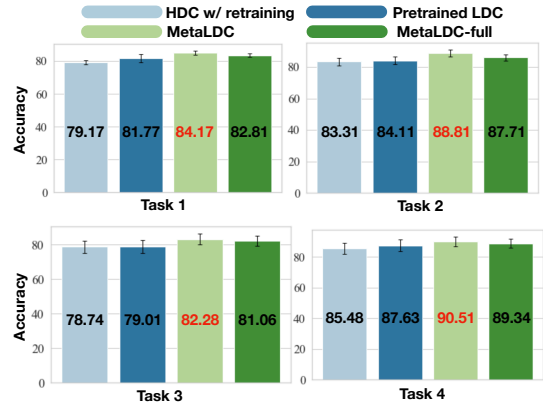 HDC w/ retraining Pretrained LDC
MetaLDC MetaLDC-full
Accuracy
80
60
40
20
0
79.17 81.77 84.17 82.81
Task 1
80
60
40
20
0
83.31 84.11 88.81 87.71
Task 2
Accuracy
80
60
40
20
0
78.74 79.01 82.28 81.06
Task 3
80
60
40
20
0
85.48 87.63 90.51 89.34
Task 4